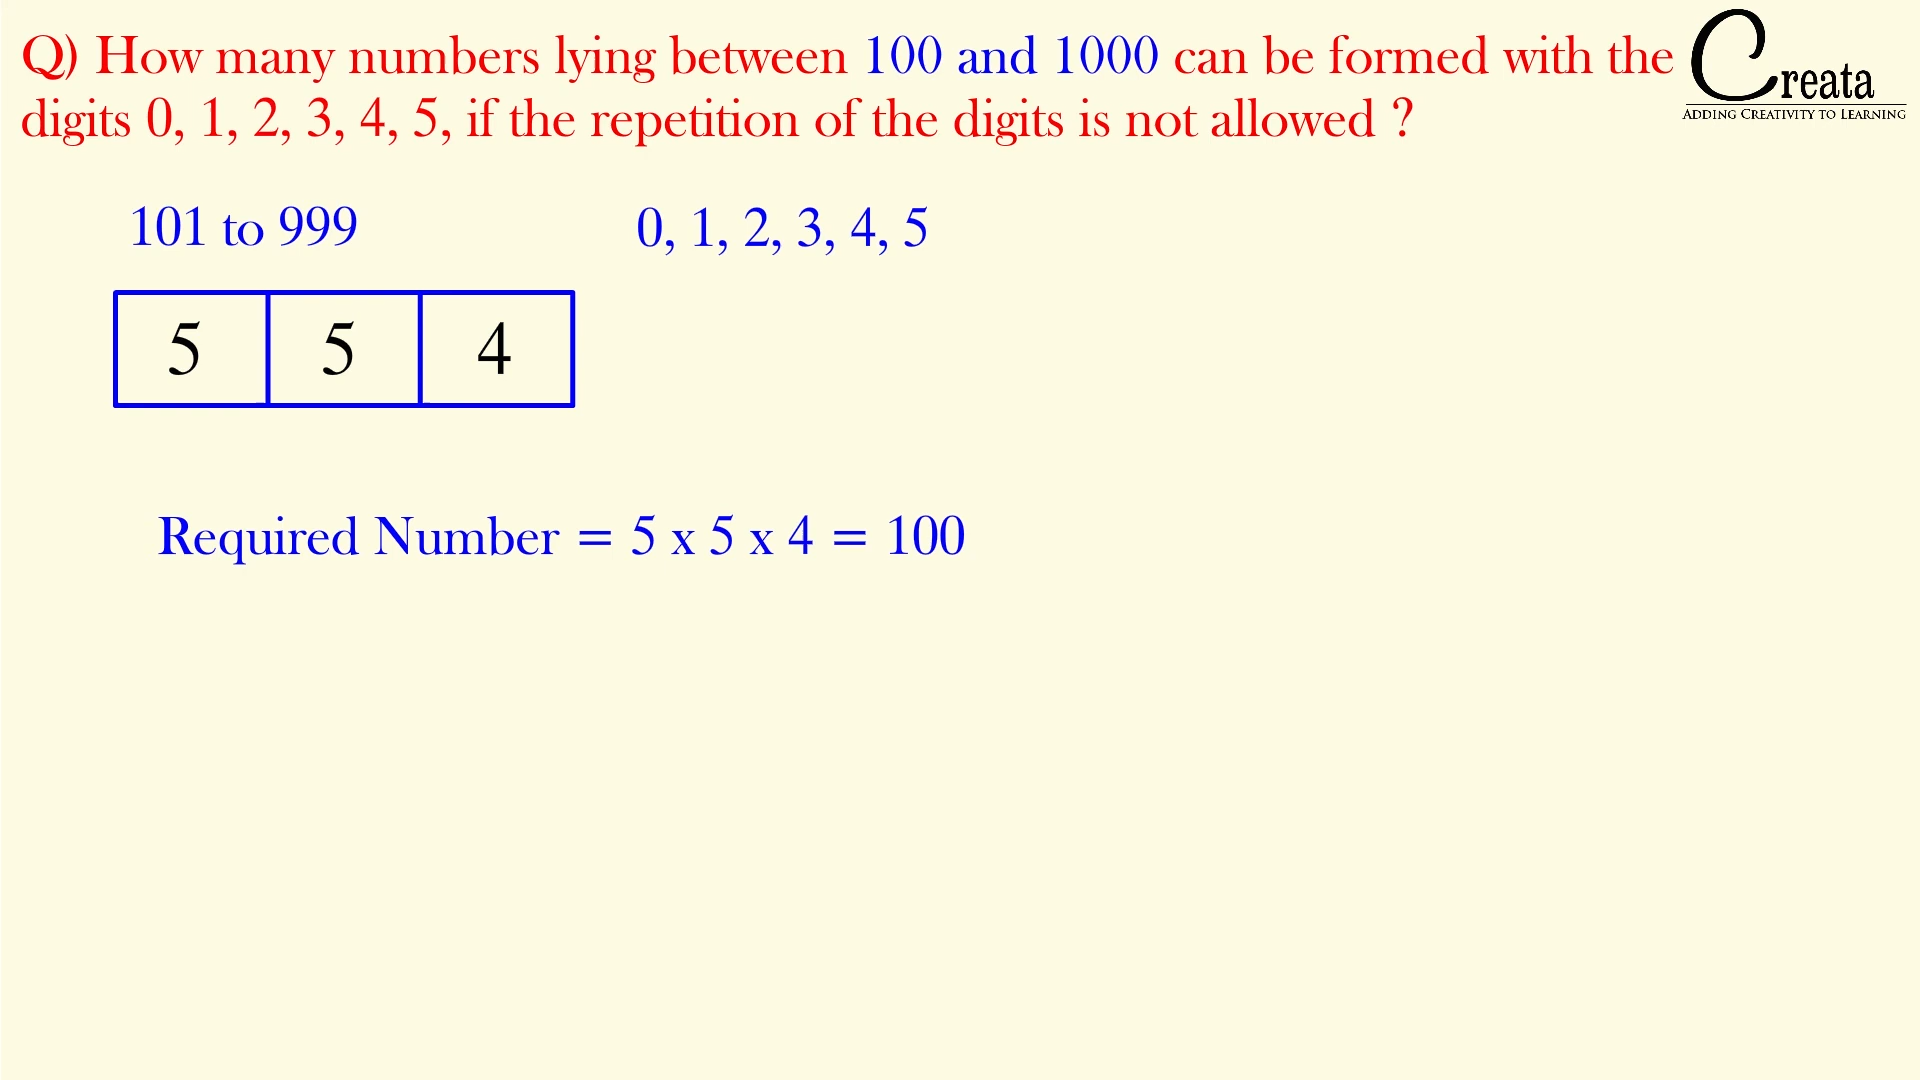 Q) How many numbers lying between 100 and 1000 can be formed with the
digits 0, 1, 2, 3, 4, 5, if the repetition of the digits is not allowed ?
Creata
ADDING CREATIVITY TO LEARNING
101 to 999
0, 1, 2, 3, 4, 5
5 5 4
Required Number = 5 x 5 x 4 = 100